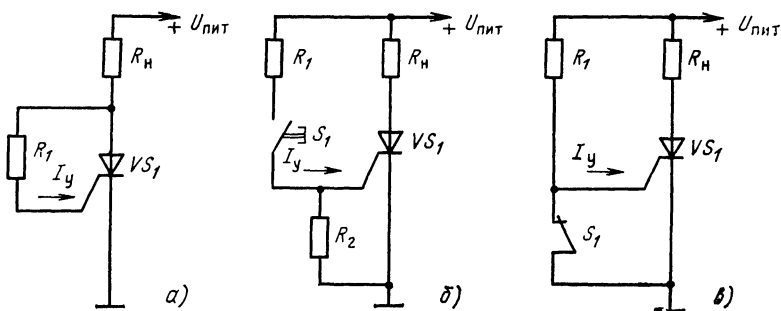 + Uпит
Rн
R1
Iу
VS1
а)
+ Uпит
R1
Rн
S1
Iу
VS1
R2
б)
+ Uпит
R1
Rн
Iу
VS1
S1
в)